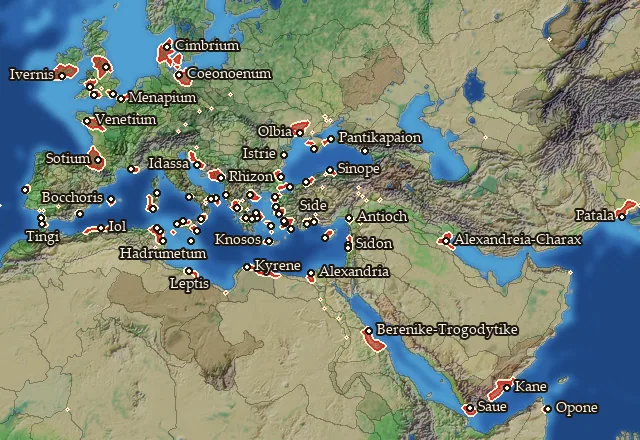 Cimbrium
Ivernis
Coeonoenum
Menapium
Venetium
Olbia
Pantikapaion
Sotium
Idassa
Istrie
Sinope
Rhizon
Bocchoris
Side
Antioch
Patala
Tingi
Iol
Knosos
Sidon
Alexandreia-Charax
Hadrumetum
Kyrene
Alexandria
Leptis
Berenike-Trogodytike
Kane
Saue
Opone